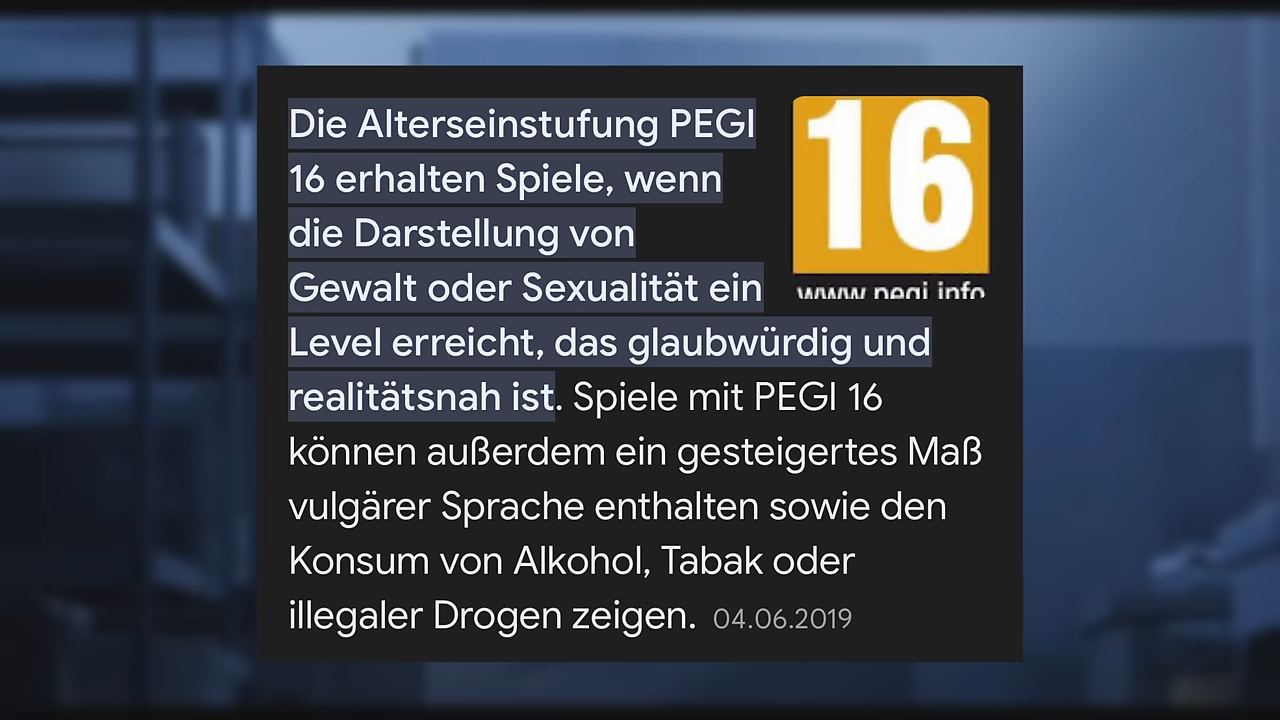 Die Alterseinstufung PEGI
16 erhalten Spiele, wenn
die Darstellung von
Gewalt oder Sexualität ein
Level erreicht, das glaubwürdig und
realitätsnah ist. Spiele mit PEGI 16
können außerdem ein gesteigertes Maß
vulgärer Sprache enthalten sowie den
Konsum von Alkohol, Tabak oder
illegaler Drogen zeigen. 04.06.2019
16
www.pegi.info